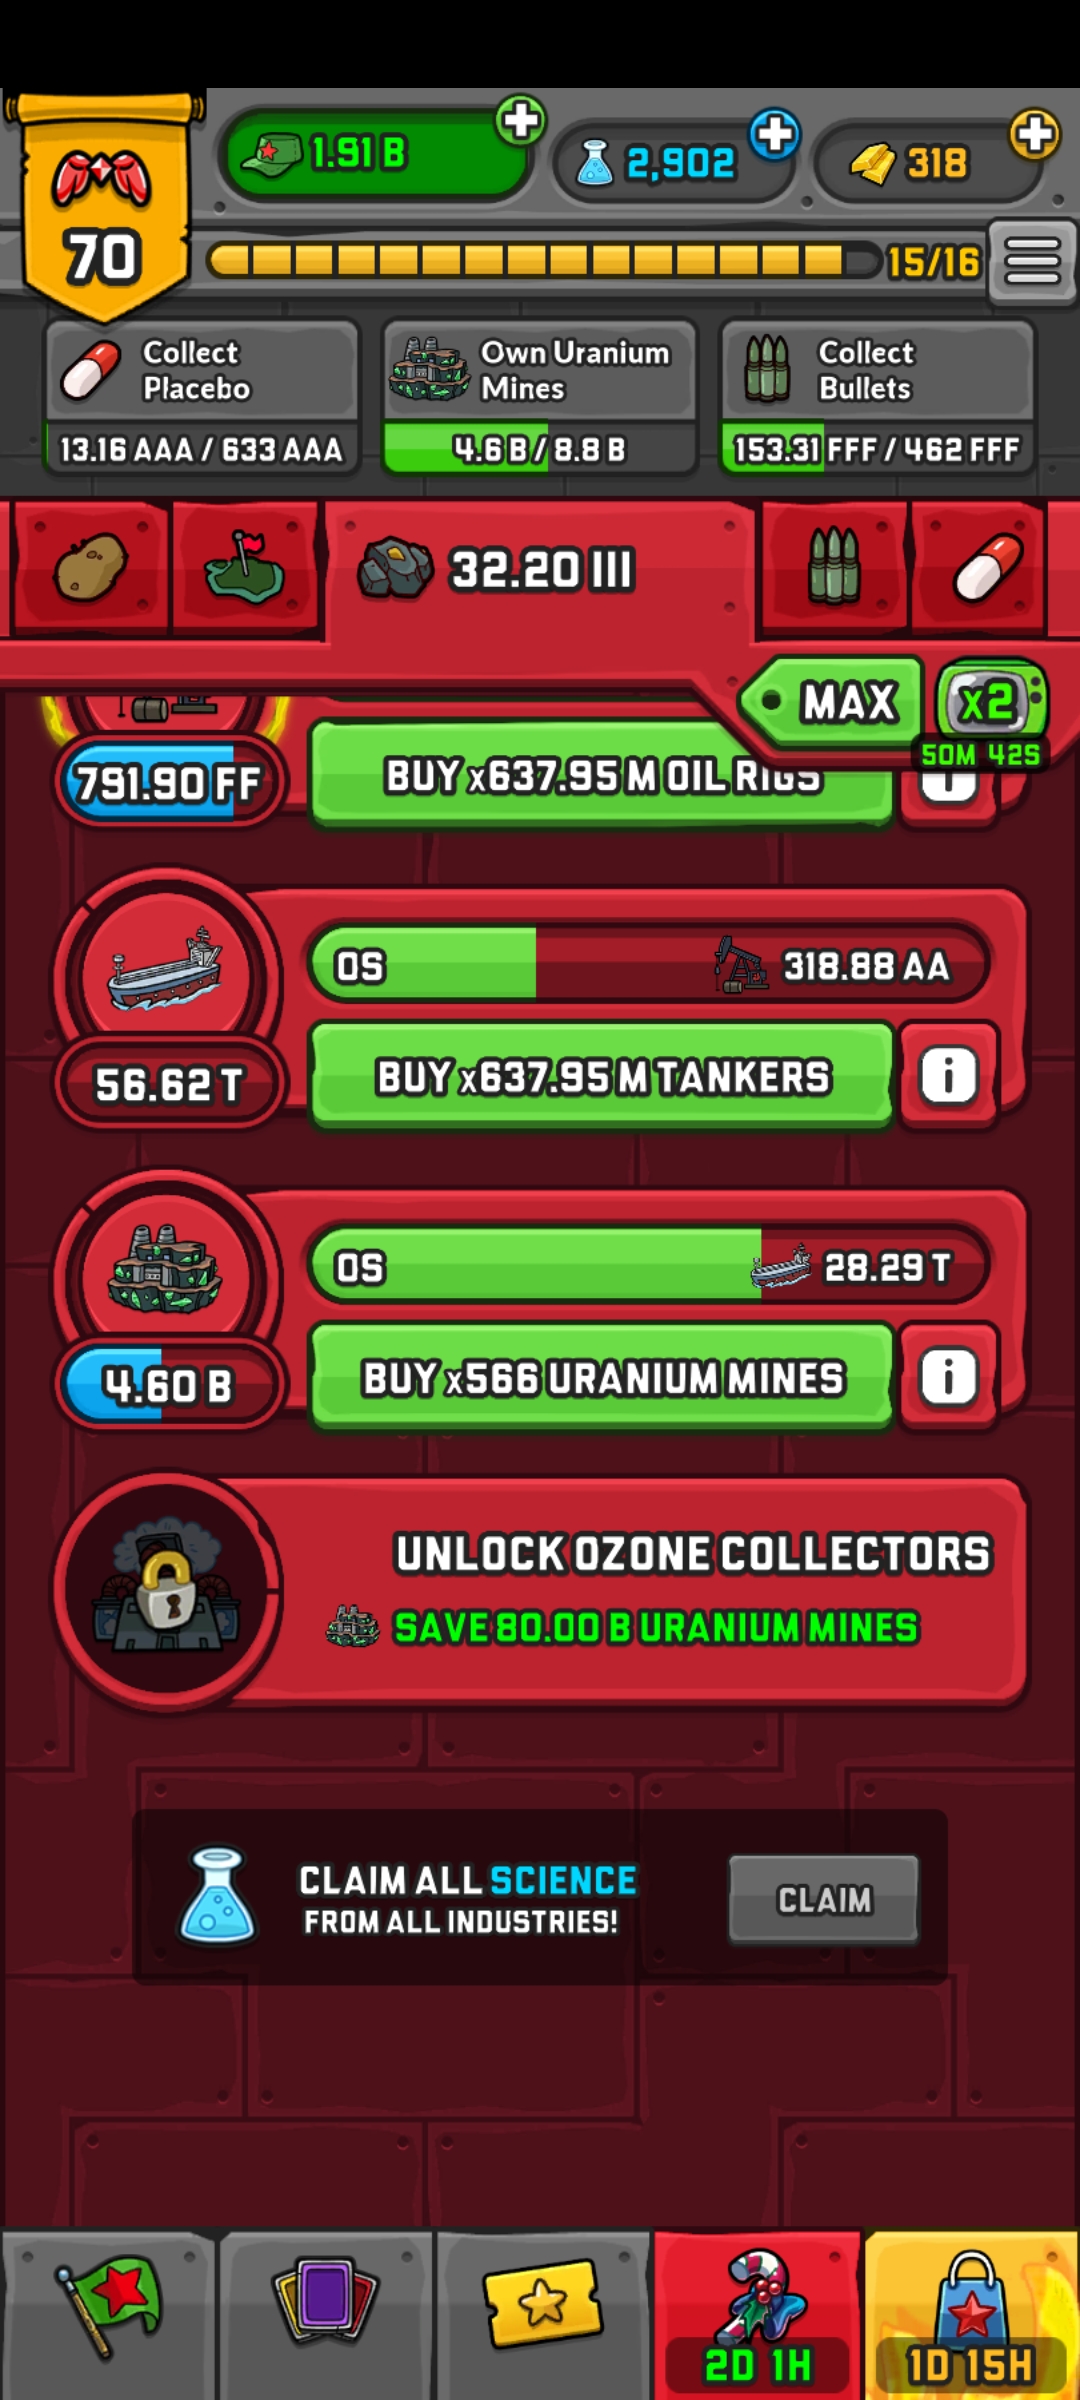 70
1.91 B
2,902
318
15/16
Collect
Placebo
13.16 AAA / 633 AAA
Own Uranium
Mines
4.6 B / 8.8 B
Collect
Bullets
153.31 FFF / 462 FFF
32.20 III
MAX
x2
50M 42S
791.90 FF
BUY x637.95 M OIL RIGS
0S
318.88 AA
56.62 T
BUY x637.95 M TANKERS
i
0S
28.29 T
4.60 B
BUY x566 URANIUM MINES
i
UNLOCK OZONE COLLECTORS
SAVE 80.00 B URANIUM MINES
CLAIM ALL SCIENCE
FROM ALL INDUSTRIES!
CLAIM
2D 1H
1D 15H